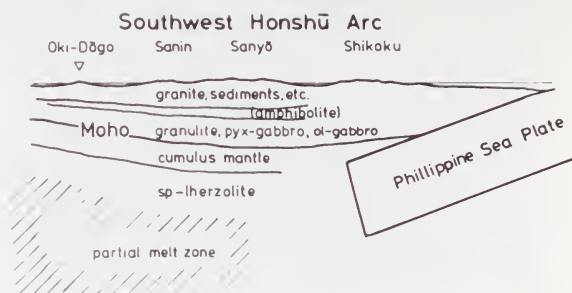 Southwest Honshū Arc
Oki-Dōgo Sanin Sanyō Shikoku
granite, sediments, etc.
(amphibolite)
Moho granulite, pyx-gabbro, ol-gabbro
cumulus mantle
sp-lherzolite
partial melt zone
Phillippine Sea Plate